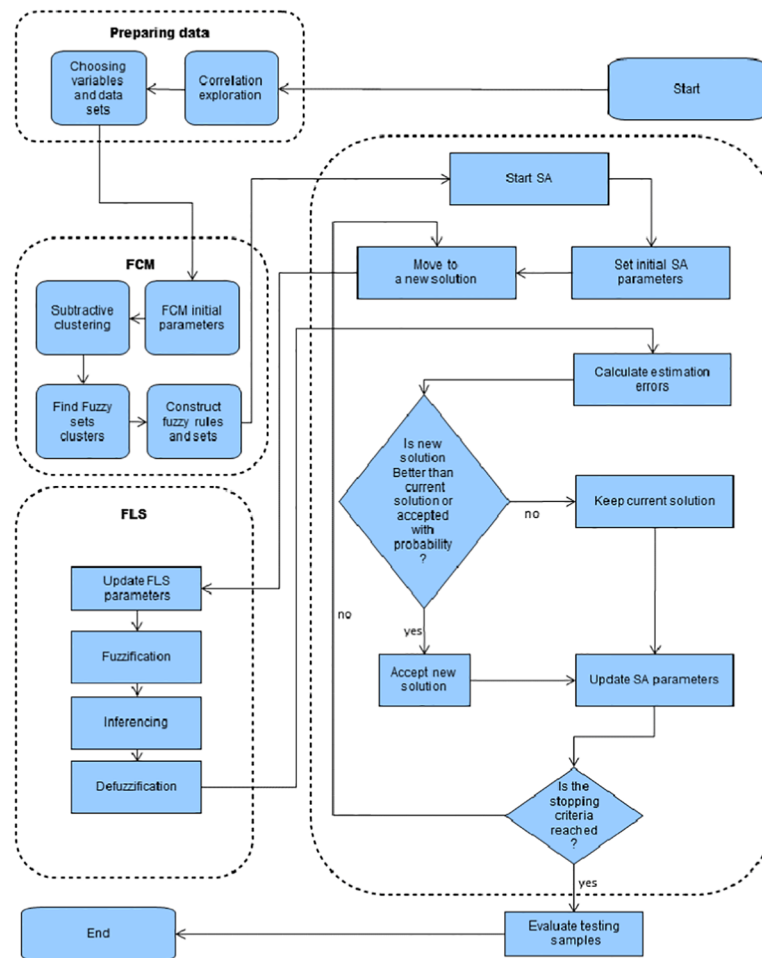 Preparing data
Choosing
variables
and data
sets
Correlation
exploration
Start
Start SA
Move to
a new solution
Set initial SA
parameters
FCM
Subtractive
clustering
FCM initial
parameters
Find Fuzzy
sets
clusters
Construct
fuzzy rules
and sets
Calculate estimation
errors
Is new
solution
Better than
current
solution or
accepted
with
probability
?
no
Keep current solution
yes
Accept new
solution
Update SA parameters
no
FLS
Update FLS
parameters
Fuzzification
Inferencing
Defuzzification
Is the
stopping
criteria
reached
?
yes
Evaluate testing
samples
End